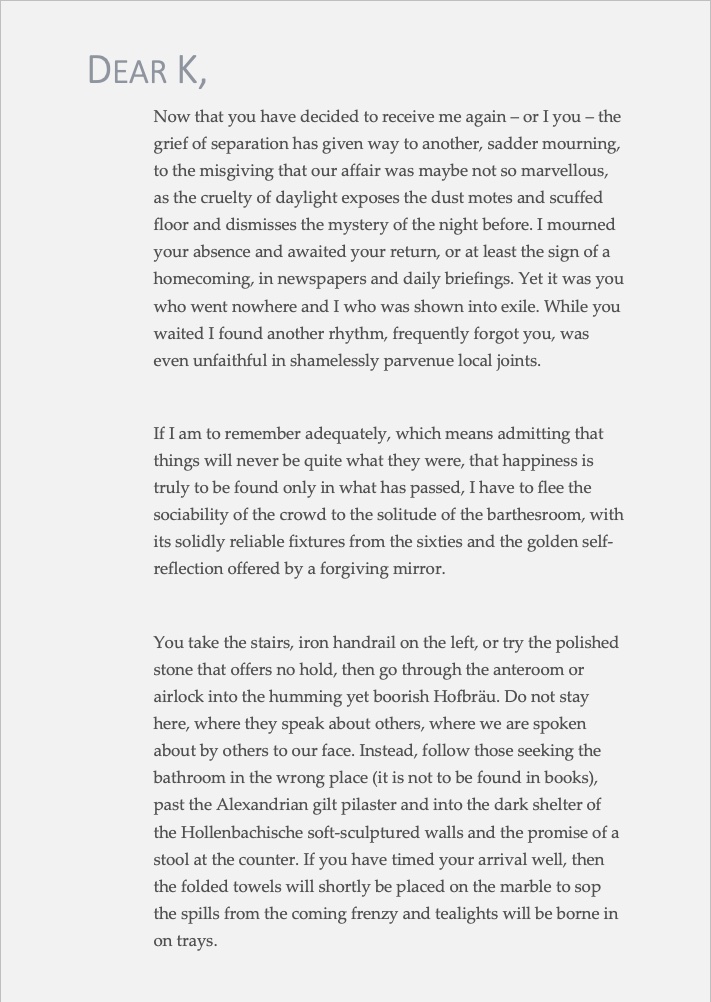 DEAR K,
Now that you have decided to receive me again – or I you – the
grief of separation has given way to another, sadder mourning,
to the misgiving that our affair was maybe not so marvellous,
as the cruelty of daylight exposes the dust motes and scuffed
floor and dismisses the mystery of the night before. I mourned
your absence and awaited your return, or at least the sign of a
homecoming, in newspapers and daily briefings. Yet it was you
who went nowhere and I who was shown into exile. While you
waited I found another rhythm, frequently forgot you, was
even unfaithful in shamelessly parvenue local joints.
If I am to remember adequately, which means admitting that
things will never be quite what they were, that happiness is
truly to be found only in what has passed, I have to flee the
sociability of the crowd to the solitude of the barthesroom, with
its solidly reliable fixtures from the sixties and the golden self-
reflection offered by a forgiving mirror.
You take the stairs, iron handrail on the left, or try the polished
stone that offers no hold, then go through the anteroom or
airlock into the humming yet boorish Hofbräu. Do not stay
here, where they speak about others, where we are spoken
about by others to our face. Instead, follow those seeking the
bathroom in the wrong place (it is not to be found in books),
past the Alexandrian gilt pilaster and into the dark shelter of
the Hollenbachische soft-sculptured walls and the promise of a
stool at the counter. If you have timed your arrival well, then
the folded towels will shortly be placed on the marble to sop
the spills from the coming frenzy and tealights will be borne in
on trays.